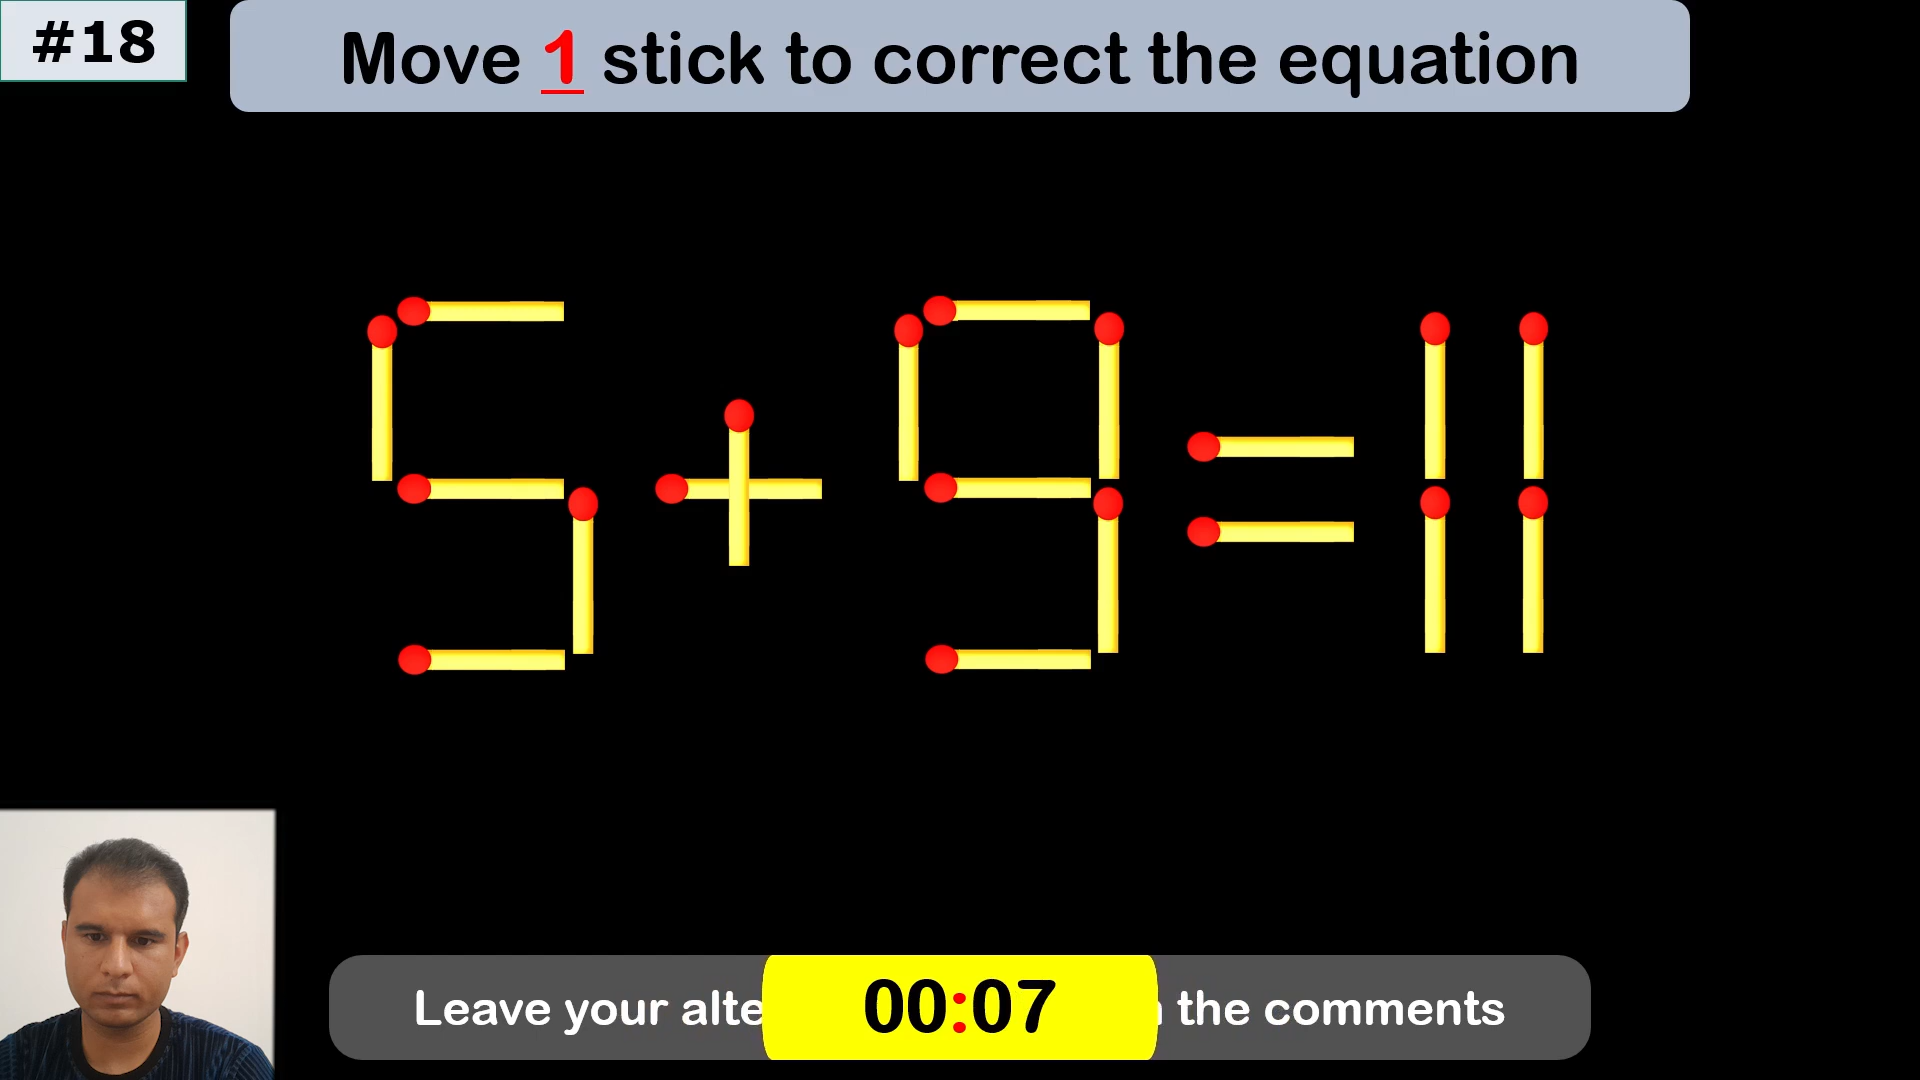 #18
Move 1 stick to correct the equation
5+9=11
Leave your alte 00:07 the comments